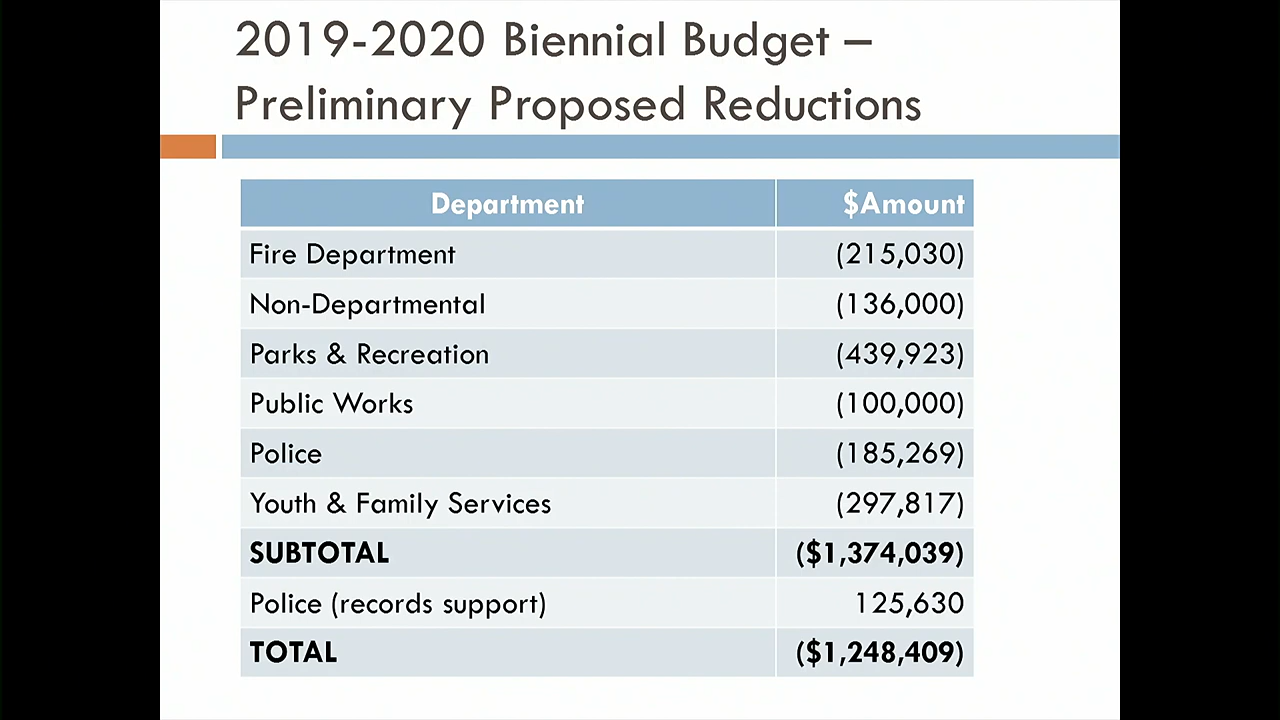 2019-2020 Biennial Budget –
Preliminary Proposed Reductions
Department $Amount
Fire Department (215,030)
Non-Departmental (136,000)
Parks & Recreation (439,923)
Public Works (100,000)
Police (185,269)
Youth & Family Services (297,817)
SUBTOTAL ($1,374,039)
Police (records support) 125,630
TOTAL ($1,248,409)